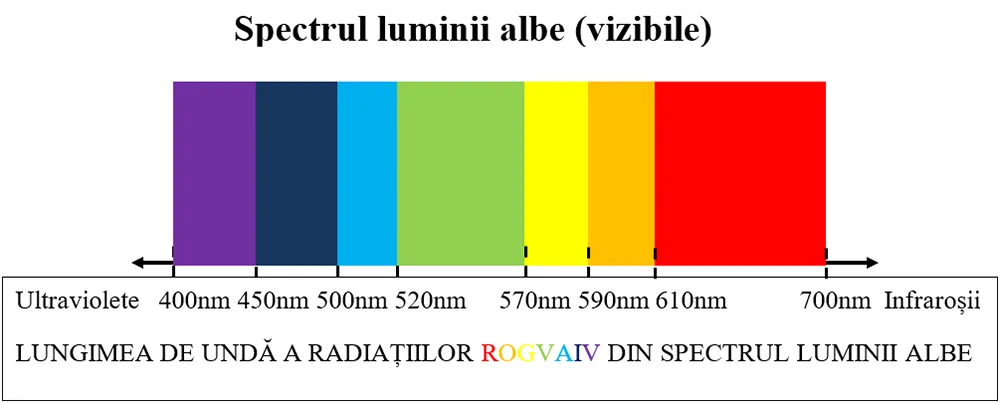 Spectrul luminii albe (vizibile)
Ultraviolete 400nm 450nm 500nm 520nm 570nm 590nm 610nm 700nm Infraroșii
LUNGIMEA DE UNDĂ A RADIAȚIILOR ROGVAIV DIN SPECTRUL LUMINII ALBE